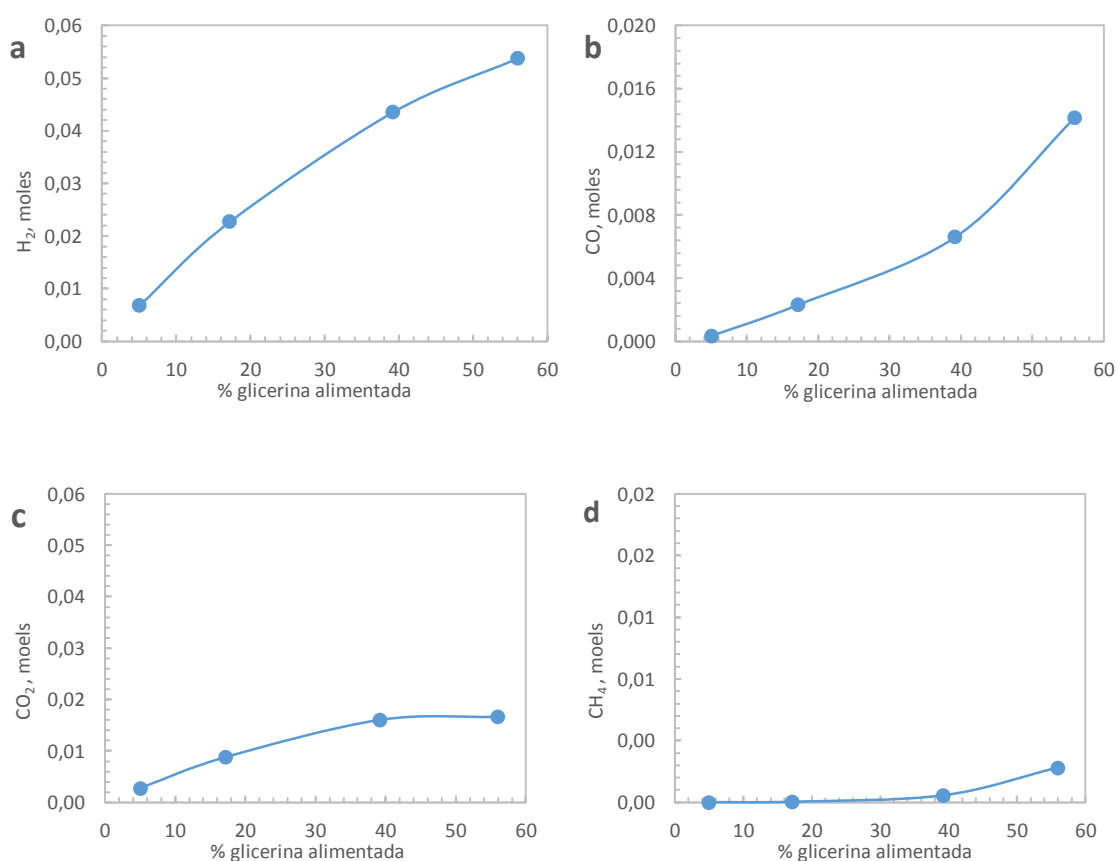 a
0,06
0,05
0,04
0,03
0,02
0,01
0,00
H2, moles
0 10 20 30 40 50 60
% glicerina alimentada
b
0,020
0,016
0,012
0,008
0,004
0,000
CO, moles
0 10 20 30 40 50 60
% glicerina alimentada
c
0,06
0,05
0,04
0,03
0,02
0,01
0,00
CO2, moels
0 10 20 30 40 50 60
% glicerina alimentada
d
0,02
0,02
0,01
0,01
0,00
0,00
CH4, moels
0 10 20 30 40 50 60
% glicerina alimentada